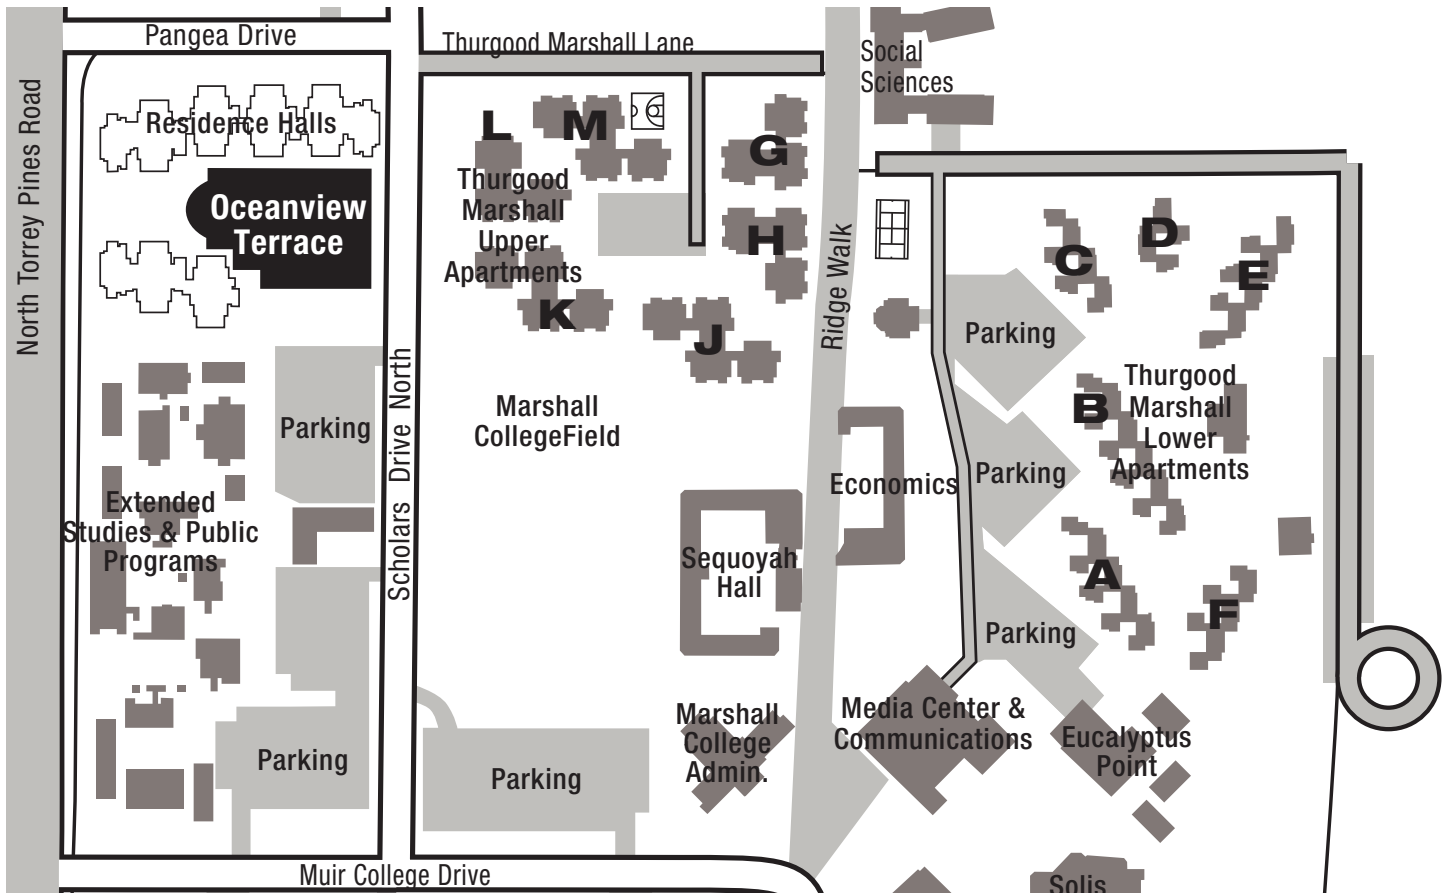 Pangea Drive
Thurgood Marshall Lane
Social
Sciences
North Torrey Pines Road
Residence Halls
Oceanview
Terrace
L
M
G
Thurgood
Marshall
Upper
Apartments
H
K
J
Ridge Walk
C
D
E
Parking
Thurgood
Marshall
Lower
Apartments
B
Parking
Scholars Drive North
Marshall
CollegeField
Economics
Parking
Extended
Studies & Public
Programs
Sequoyah
Hall
A
F
Parking
Marshall
College
Admin.
Media Center &
Communications
Eucalyptus
Point
Parking
Parking
Muir College Drive
Solis